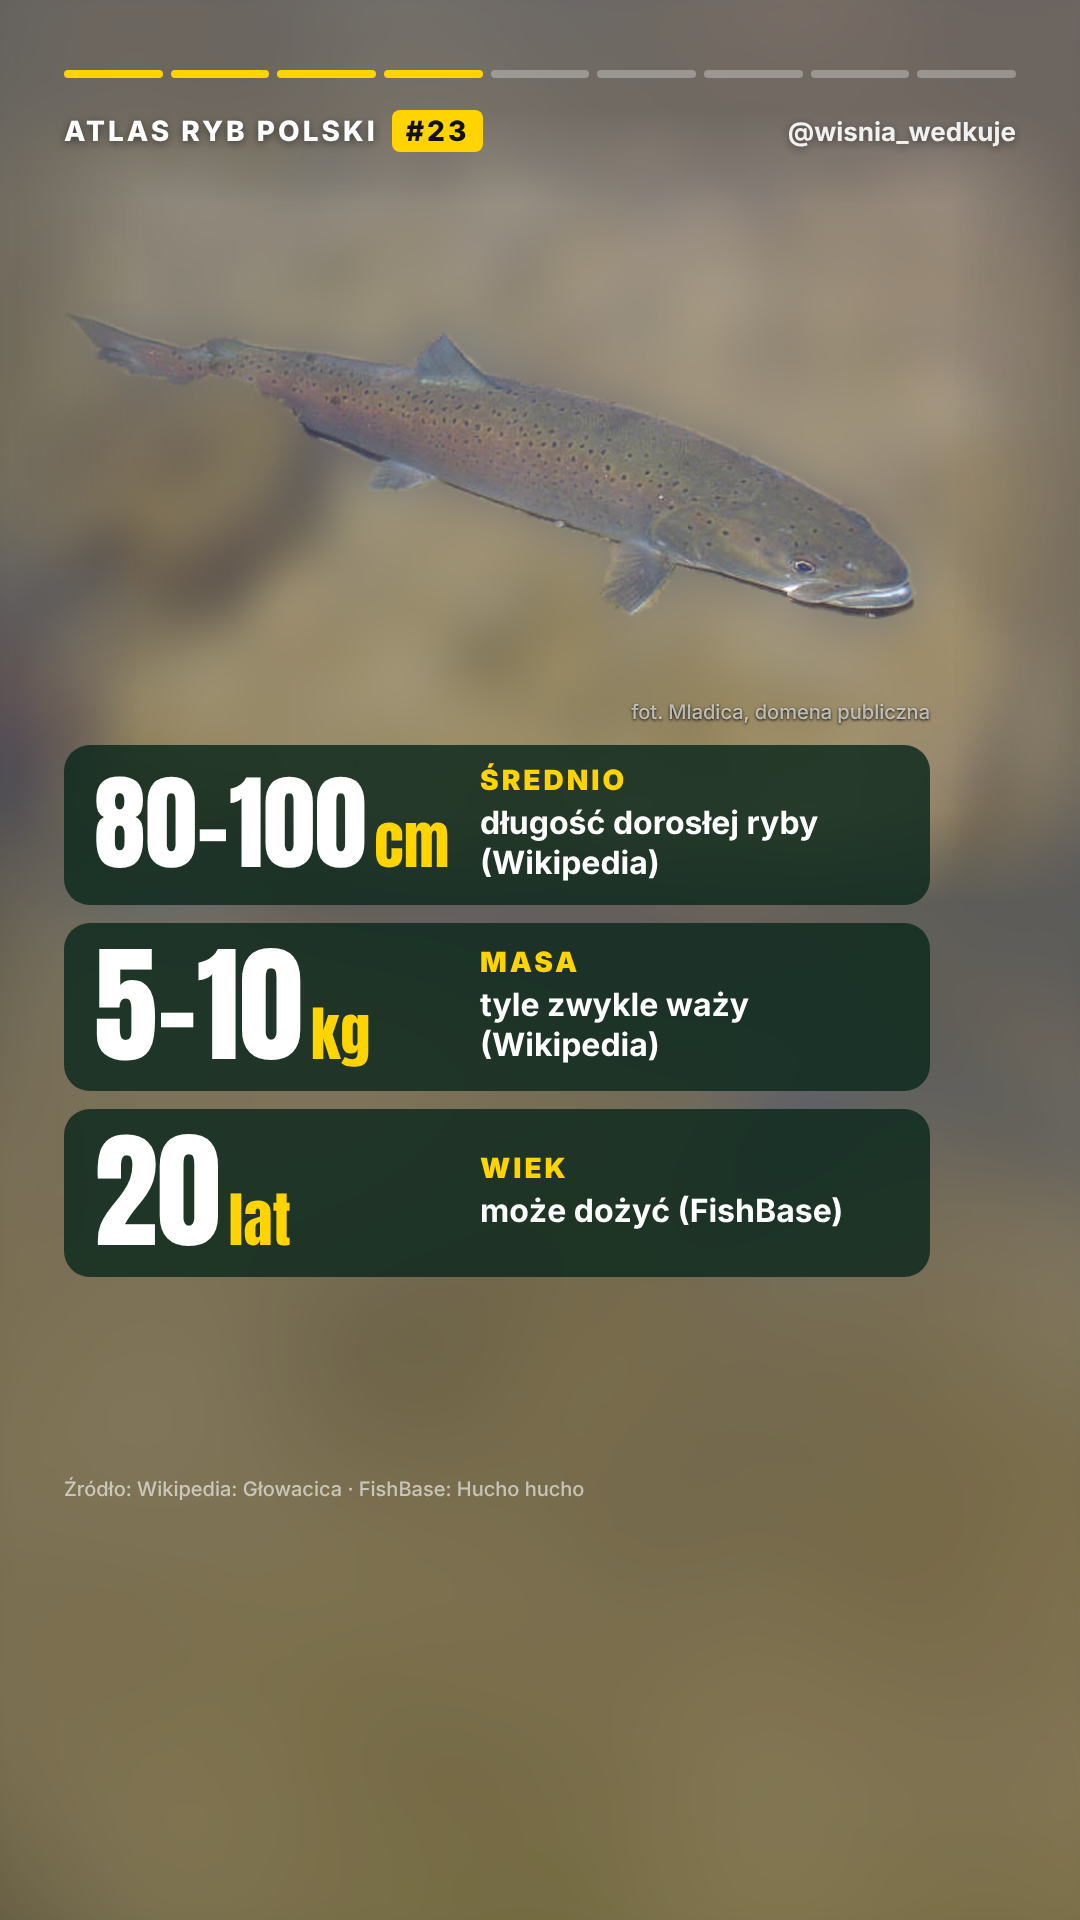 ATLAS RYB POLSKI #23
@wisnia_wedkuje
fot. Mladica, domena publiczna
80-100 cm
ŚREDNIO
długość dorosłej ryby
(Wikipedia)
5-10 kg
MASA
tyle zwykle waży
(Wikipedia)
20 lat
WIEK
może dożyć (FishBase)
Źródło: Wikipedia: Głowacica · FishBase: Hucho hucho